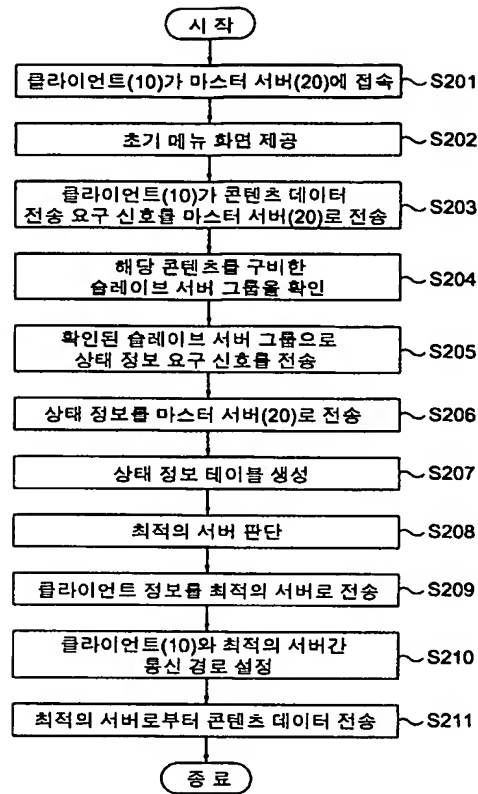 시 작
클라이언트(10)가 마스터 서버(20)에 접속
S201
초기 메뉴 화면 제공
S202
클라이언트(10)가 콘텐츠 데이터
전송 요구 신호를 마스터 서버(20)로 전송
S203
해당 콘텐츠를 구비한
슬레이브 서버 그룹을 확인
S204
확인된 슬레이브 서버 그룹으로
상태 정보 요구 신호를 전송
S205
상태 정보를 마스터 서버(20)로 전송
S206
상태 정보 테이블 생성
S207
최적의 서버 판단
S208
클라이언트 정보를 최적의 서버로 전송
S209
클라이언트(10)와 최적의 서버간
통신 경로 설정
S210
최적의 서버로부터 콘텐츠 데이터 전송
S211
종 료